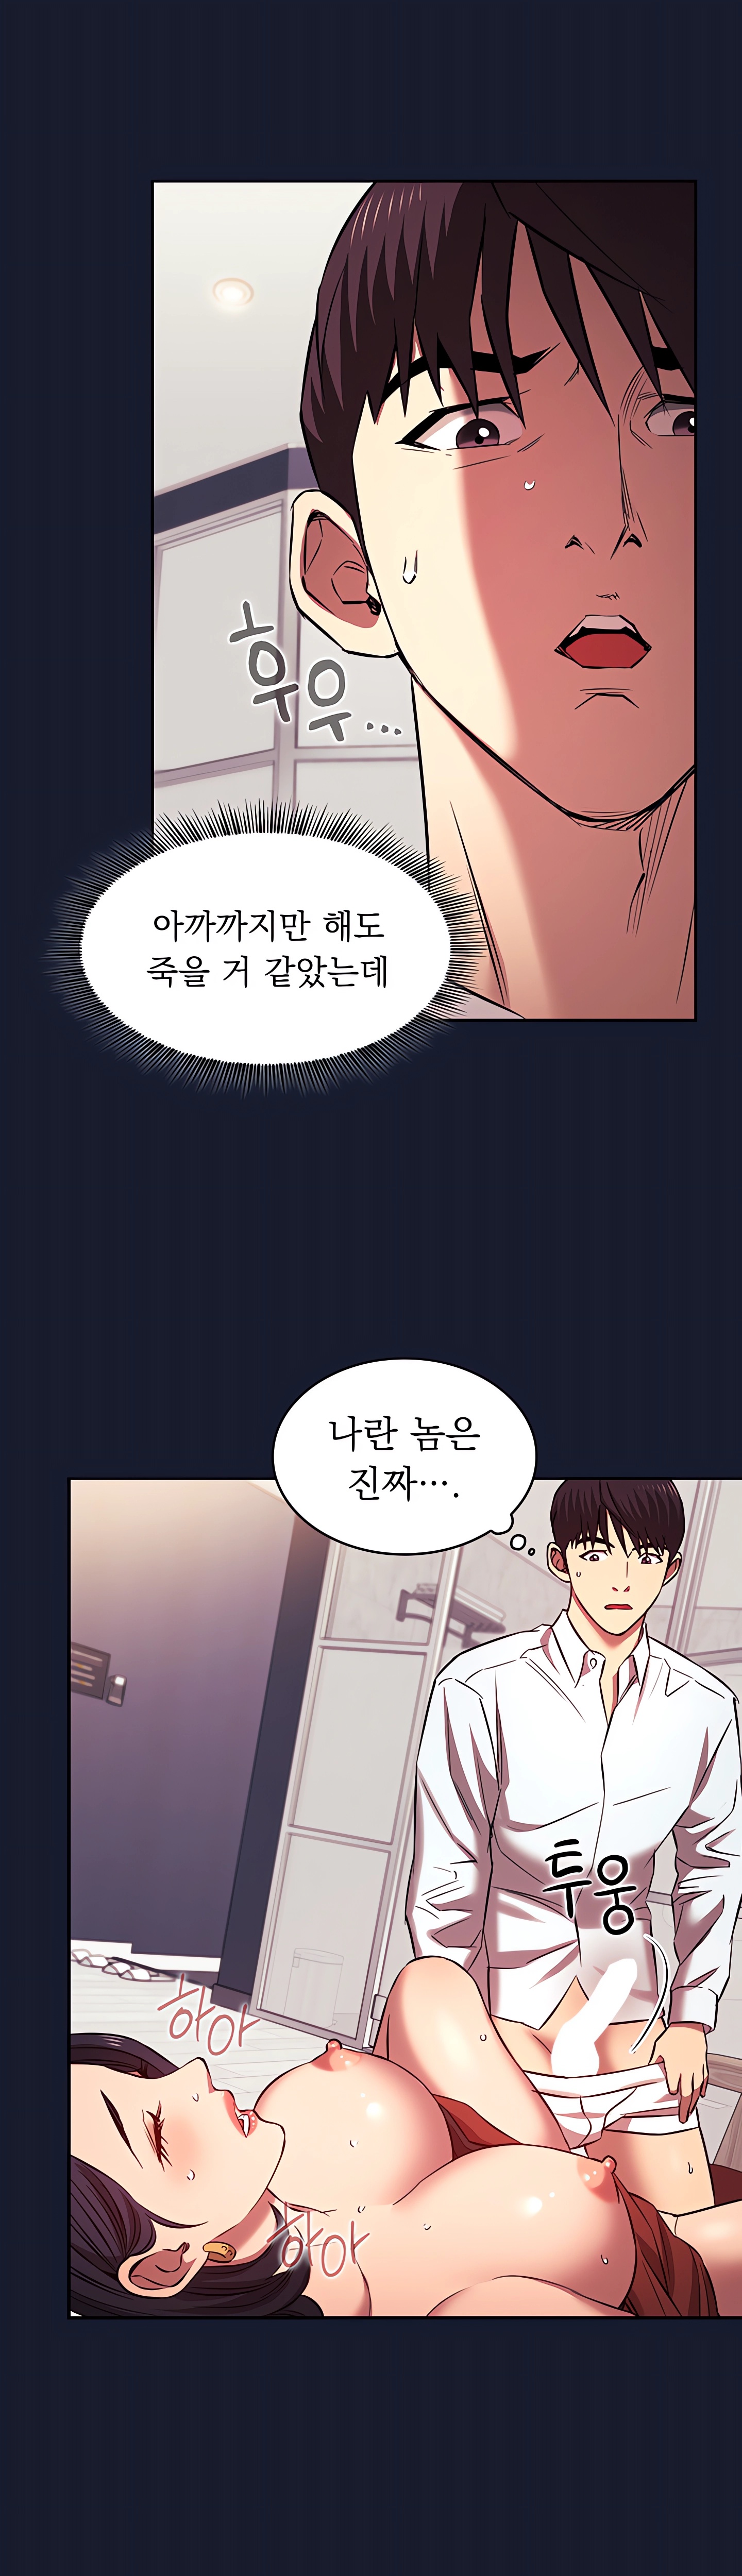 후우...
아까까지만 해도
죽을 거 같았는데
나란 놈은
진짜….
투웅
하아
하아